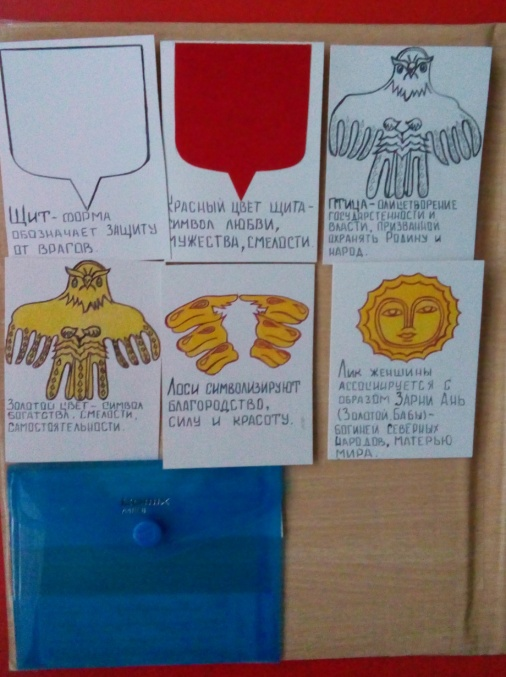 Щит - форма
обозначает защиту
от врагов.
Красный цвет щита -
символ любви,
мужества, смелости.
Птица - олицетворение
государственности и
власти, призванной
охранять Родину и
народ.
Золотой цвет - символ
богатства, смелости,
самостоятельности.
Лоси символизируют
благородство,
силу и красоту.
Лик женщины
ассоциируется с
образом Зарни Ань
(Золотой Бабы) -
богиней северных
народов, матерью
мира.